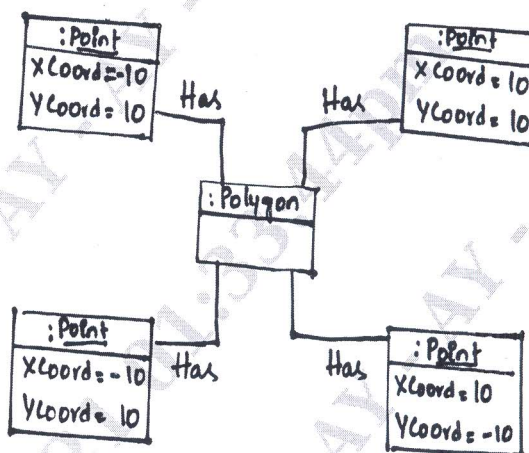 :Point
XCoord=-10
YCoord= 10
Has
:Point
XCoord= 10
YCoord= 10
Has
:Polygon
:Point
XCoord= -10
YCoord= 10
Has
:Point
XCoord= 10
YCoord= -10
Has